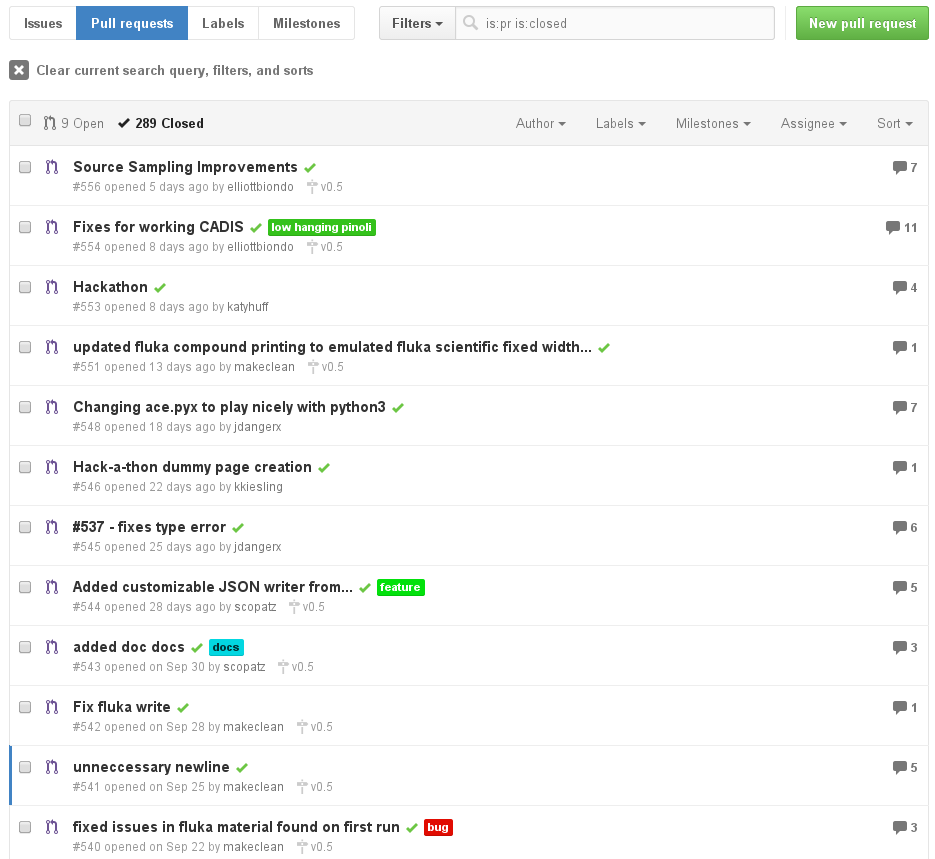 Issues Pull requests Labels Milestones Filters is:pr is:closed New pull request
Clear current search query, filters, and sorts
9 Open 289 Closed Author Labels Milestones Assignee Sort
Source Sampling Improvements 7
#556 opened 5 days ago by elliottbiondo v0.5
Fixes for working CADIS low hanging pinoli 11
#554 opened 8 days ago by elliottbiondo v0.5
Hackathon 4
#553 opened 8 days ago by katyhuff
updated fluka compound printing to emulated fluka scientific fixed width... 1
#551 opened 13 days ago by makeclean v0.5
Changing ace.pyx to play nicely with python3 7
#548 opened 18 days ago by jdangerx
Hack-a-thon dummy page creation 1
#546 opened 22 days ago by kkiesling
#537 - fixes type error 6
#545 opened 25 days ago by jdangerx
Added customizable JSON writer from... feature 5
#544 opened 28 days ago by scopatz v0.5
added doc docs docs 3
#543 opened on Sep 30 by scopatz v0.5
Fix fluka write 1
#542 opened on Sep 28 by makeclean v0.5
unneccessary newline 5
#541 opened on Sep 25 by makeclean v0.5
fixed issues in fluka material found on first run bug 3
#540 opened on Sep 22 by makeclean v0.5